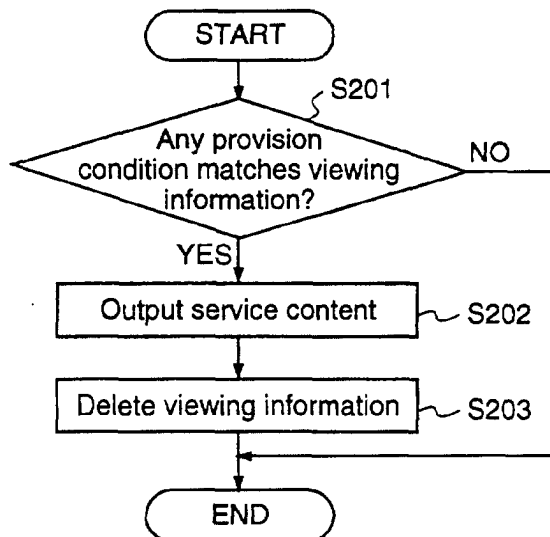 START
S201
Any provision
condition matches viewing
information?
NO
YES
Output service content
S202
Delete viewing information
S203
END